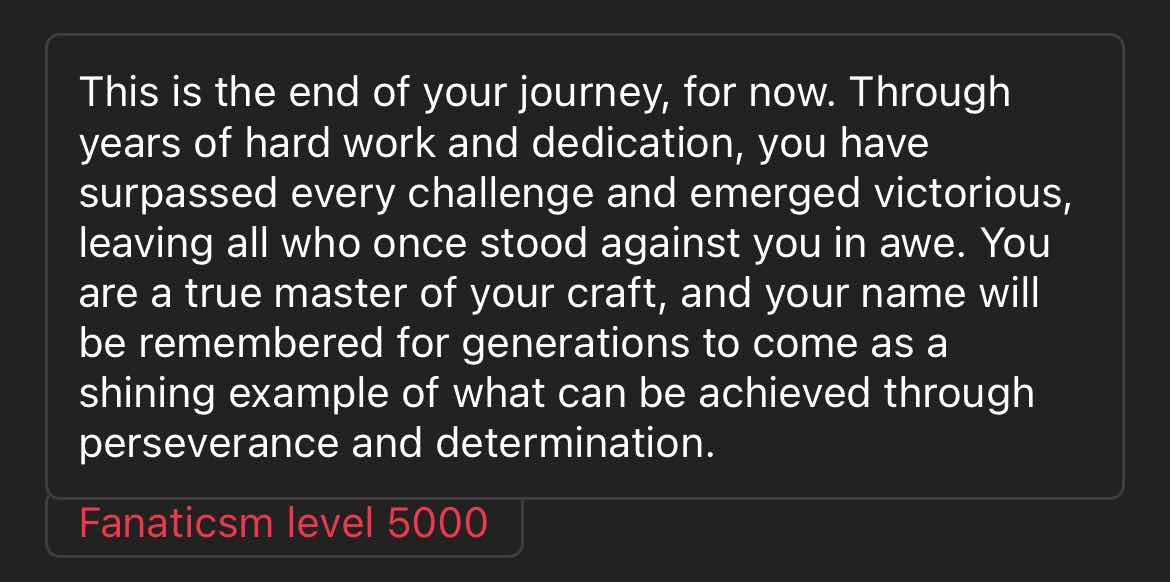 This is the end of your journey, for now. Through
years of hard work and dedication, you have
surpassed every challenge and emerged victorious,
leaving all who once stood against you in awe. You
are a true master of your craft, and your name will
be remembered for generations to come as a
shining example of what can be achieved through
perseverance and determination.
Fanaticsm level 5000